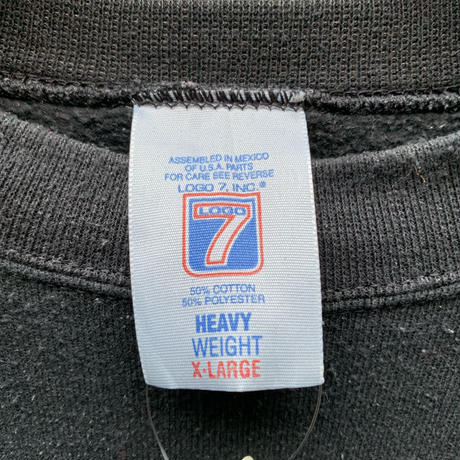 ASSEMBLED IN MEXICO
OF U.S.A. PARTS
FOR CARE SEE REVERSE
LOGO 7, INC.®
LOGO
7
50% COTTON
50% POLYESTER
HEAVY
WEIGHT
X-LARGE